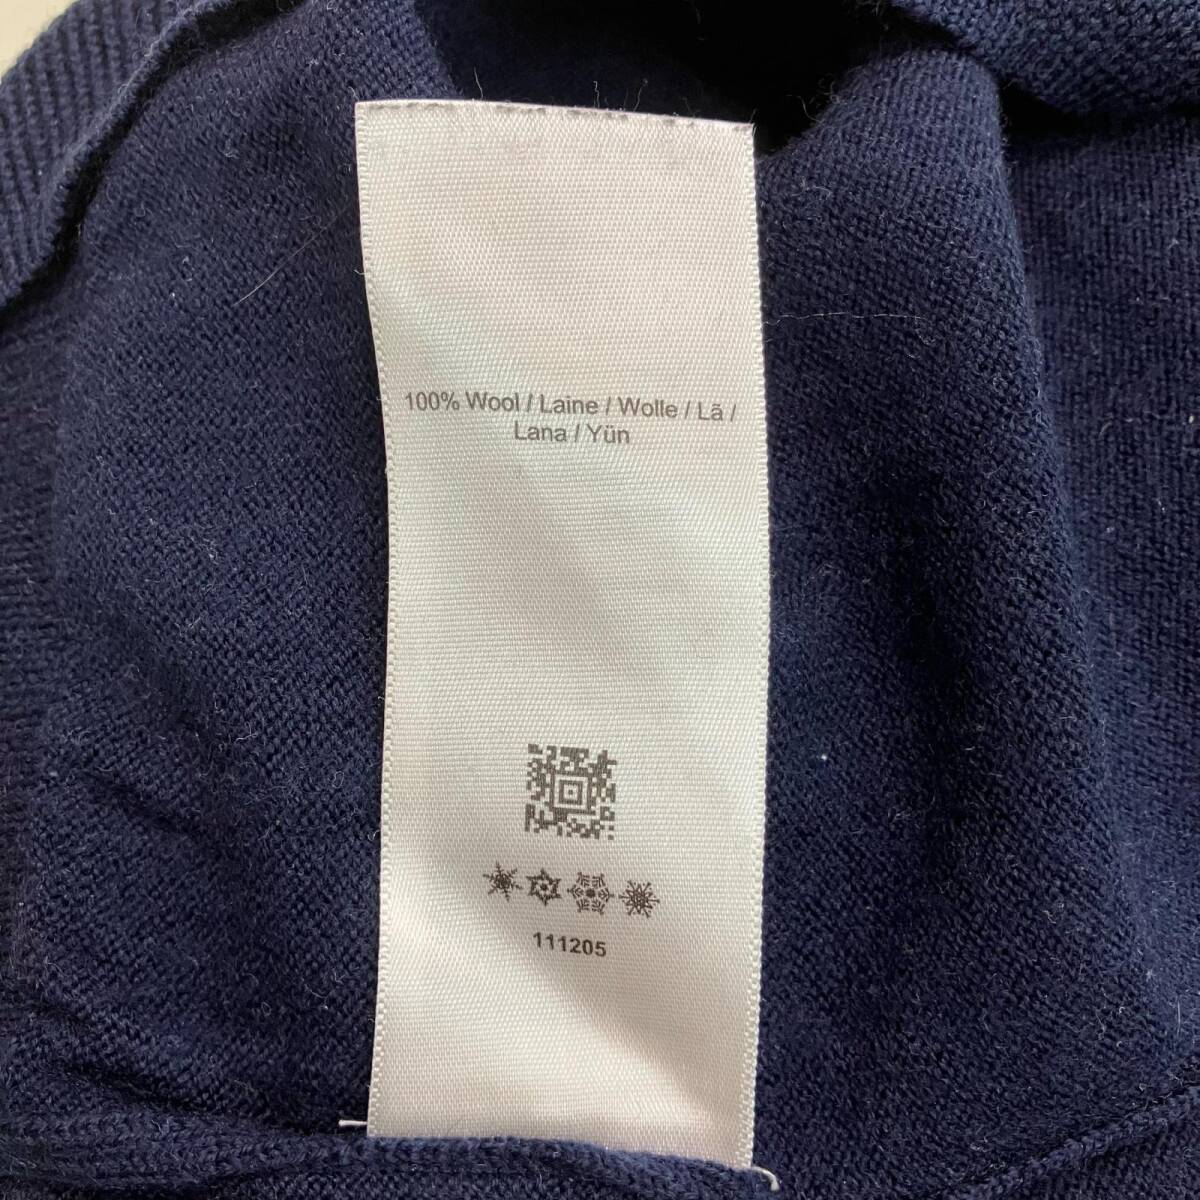 100% Wool / Laine / Wolle / Lã /
Lana / Yün
111205